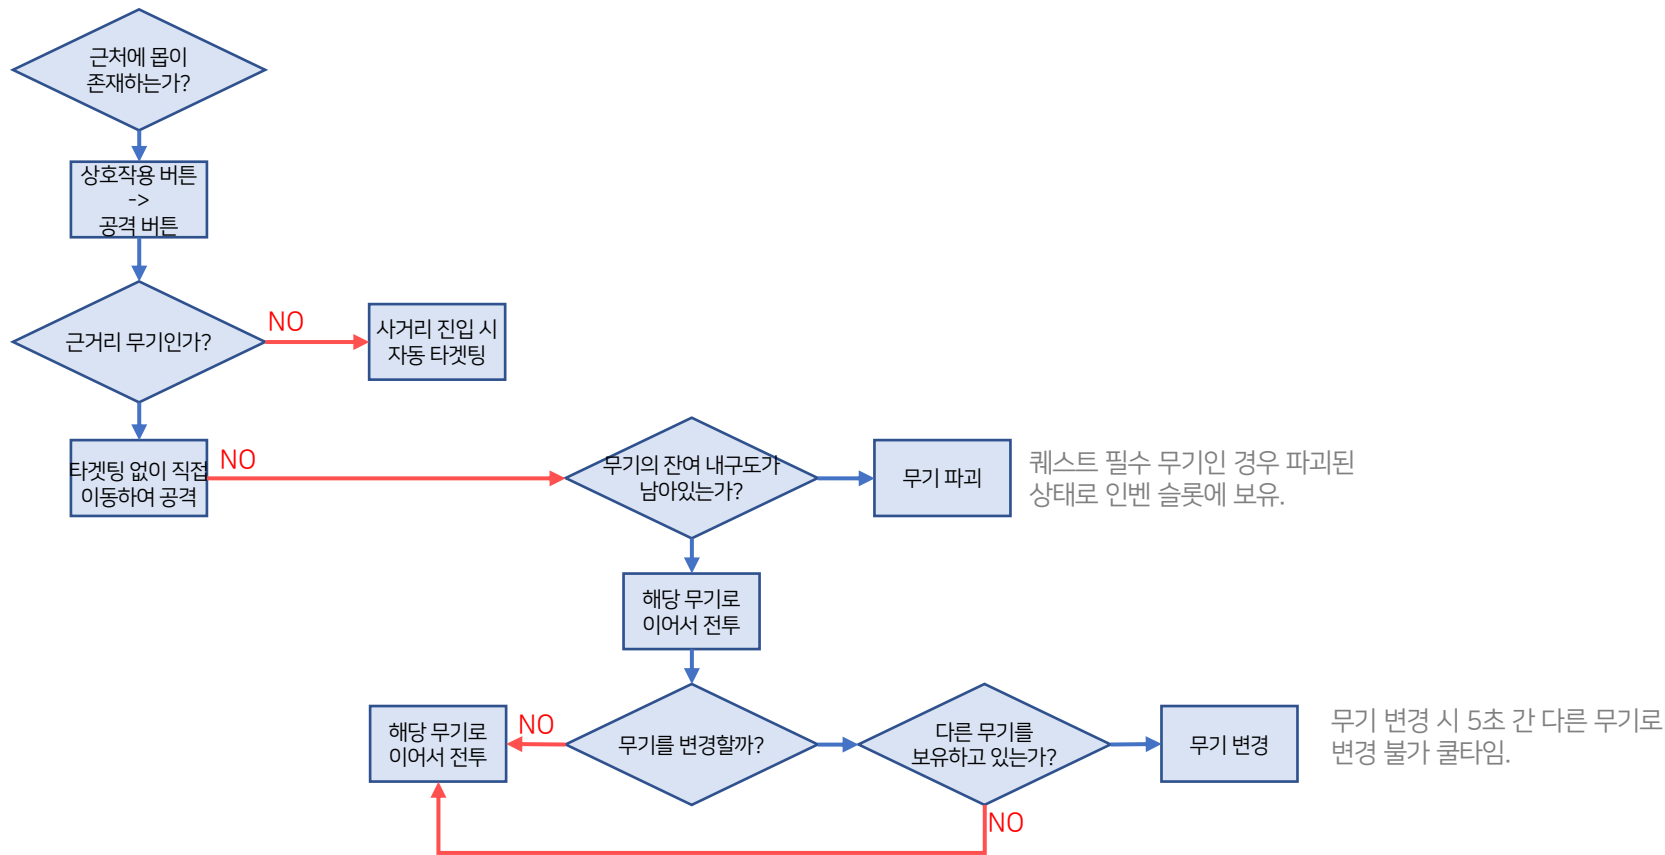 근처에 몹이
존재하는가?
상호작용 버튼
->
공격 버튼
근거리 무기인가?
NO
사거리 진입 시
자동 타겟팅
타겟팅 없이 직접
이동하여 공격
NO
무기의 잔여 내구도가
남아있는가?
무기 파괴
퀘스트 필수 무기인 경우 파괴된
상태로 인벤 슬롯에 보유.
해당 무기로
이어서 전투
해당 무기로
이어서 전투
NO
무기를 변경할까?
다른 무기를
보유하고 있는가?
무기 변경
무기 변경 시 5초 간 다른 무기로
변경 불가 쿨타임.
NO